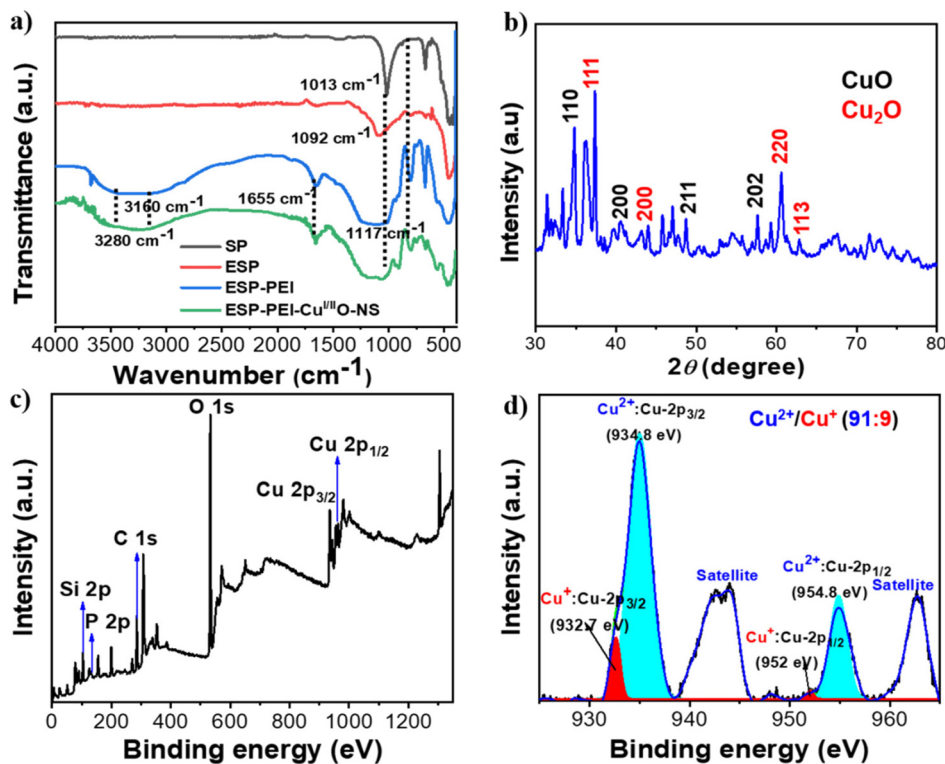 a)
Transmittance (a.u.)
1013 cm⁻¹
1092 cm⁻¹
3160 cm⁻¹
1655 cm⁻¹
1117 cm⁻¹
3280 cm⁻¹
SP
ESP
ESP-PEI
ESP-PEI-Cuᴵ/ᴵᴵO-NS
4000 3500 3000 2500 2000 1500 1000 500
Wavenumber (cm⁻¹)
b)
Intensity (a.u)
110
111
200
200
211
202
220
113
CuO
Cu₂O
30 40 50 60 70 80
2θ (degree)
c)
Intensity (a.u.)
Si 2p
P 2p
C 1s
O 1s
Cu 2p₃/₂
Cu 2p₁/₂
0 200 400 600 800 1000 1200
Binding energy (eV)
d)
Intensity (a.u.)
Cu²⁺:Cu-2p₃/₂
(934.8 eV)
Cu²⁺/Cu⁺ (91:9)
Cu⁺:Cu-2p₃/₂
(932.7 eV)
Satellite
Cu²⁺:Cu-2p₁/₂
(954.8 eV)
Satellite
Cu⁺:Cu-2p₁/₂
(952 eV)
930 940 950 960
Binding energy (eV)